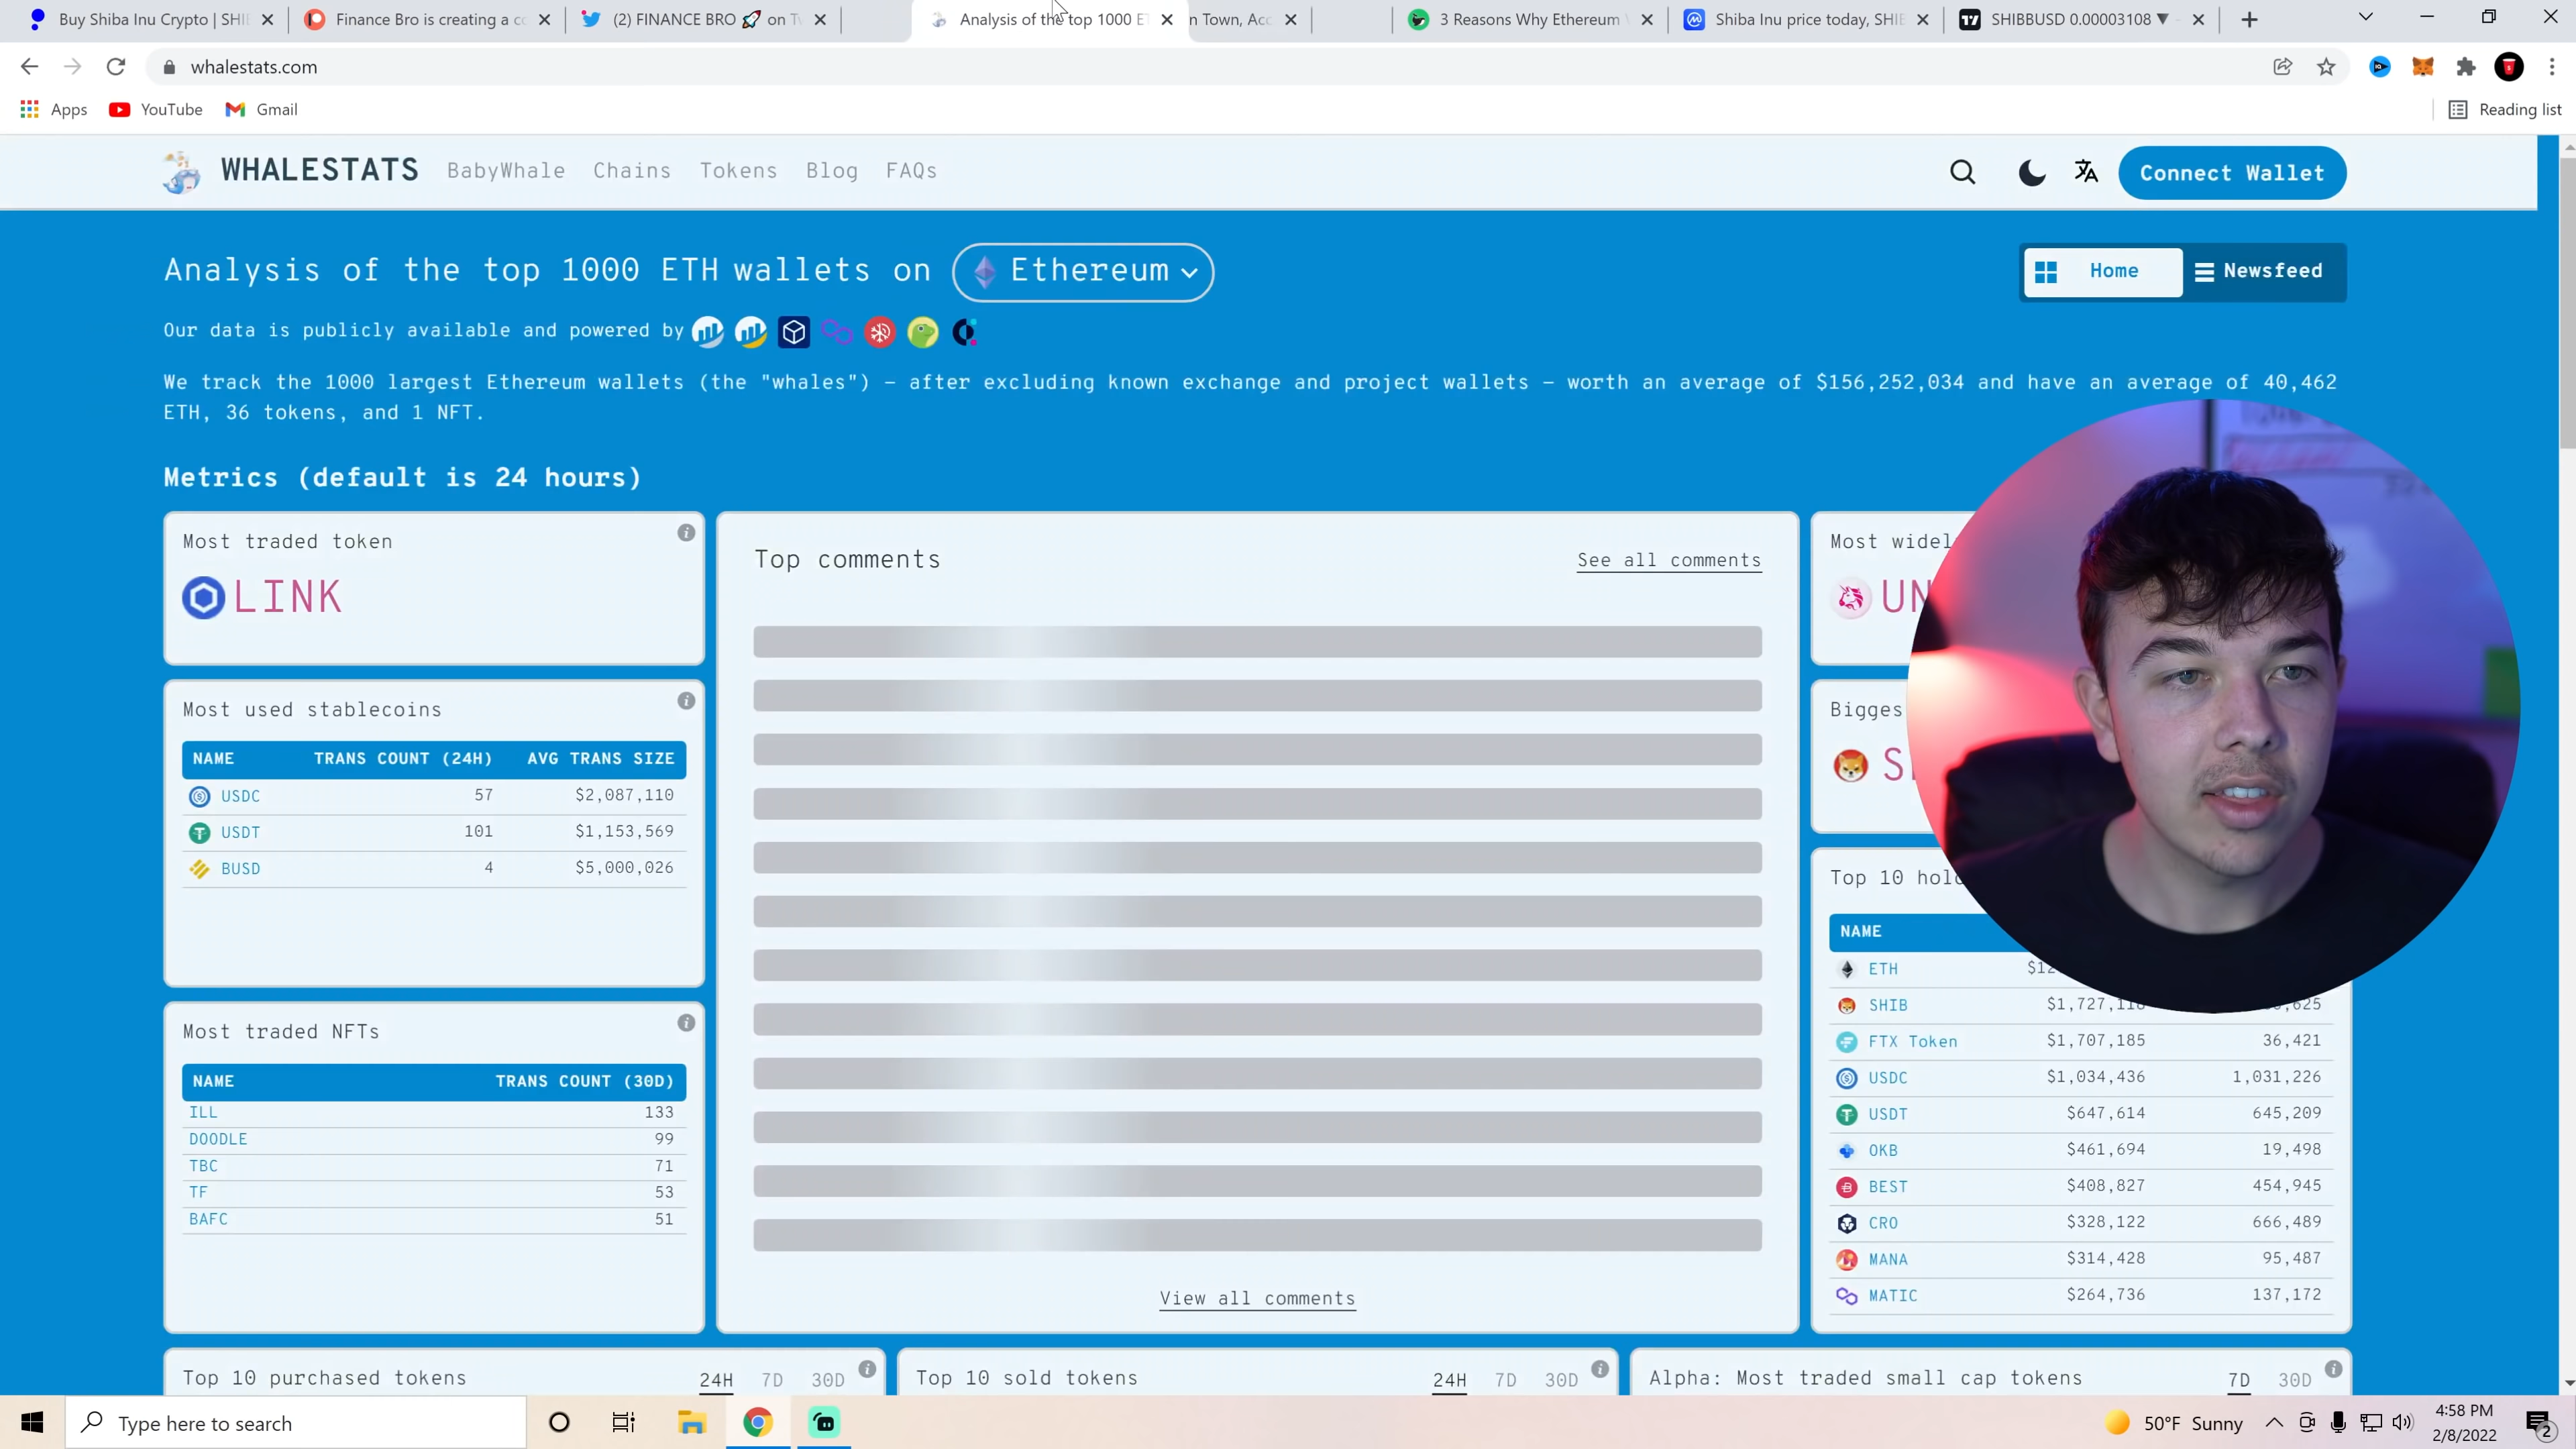 Buy Shiba Inu Crypto | SHI
Finance Bro is creating a co
(2) FINANCE BRO 🚀 on Tw
Analysis of the top 1000 ET
n Town, Acc
3 Reasons Why Ethereum
Shiba Inu price today, SHIE
SHIBBUSD 0.00003108 ▼
whalestats.com
Apps
YouTube
Gmail
Reading list
WHALESTATS
BabyWhale
Chains
Tokens
Blog
FAQs
Connect Wallet
Analysis of the top 1000 ETH wallets on Ethereum
Home
Newsfeed
Our data is publicly available and powered by
We track the 1000 largest Ethereum wallets (the "whales") – after excluding known exchange and project wallets – worth an average of $156,252,034 and have an average of 40,462
ETH, 36 tokens, and 1 NFT.
Metrics (default is 24 hours)
Most traded token
LINK
Most used stablecoins
NAME TRANS COUNT (24H) AVG TRANS SIZE
USDC 57 $2,087,110
USDT 101 $1,153,569
BUSD 4 $5,000,026
Most traded NFTs
NAME TRANS COUNT (30D)
ILL 133
DOODLE 99
TBC 71
TF 53
BAFC 51
Top comments
See all comments
View all comments
Most widel
UN
Bigges
S
Top 10 hol
NAME
ETH $12
SHIB $1,727,11 ,625
FTX Token $1,707,185 36,421
USDC $1,034,436 1,031,226
USDT $647,614 645,209
OKB $461,694 19,498
BEST $408,827 454,945
CRO $328,122 666,489
MANA $314,428 95,487
MATIC $264,736 137,172
Top 10 purchased tokens 24H 7D 30D
Top 10 sold tokens 24H 7D 30D
Alpha: Most traded small cap tokens 7D 30D
Type here to search
50°F Sunny
4:58 PM
2/8/2022
2